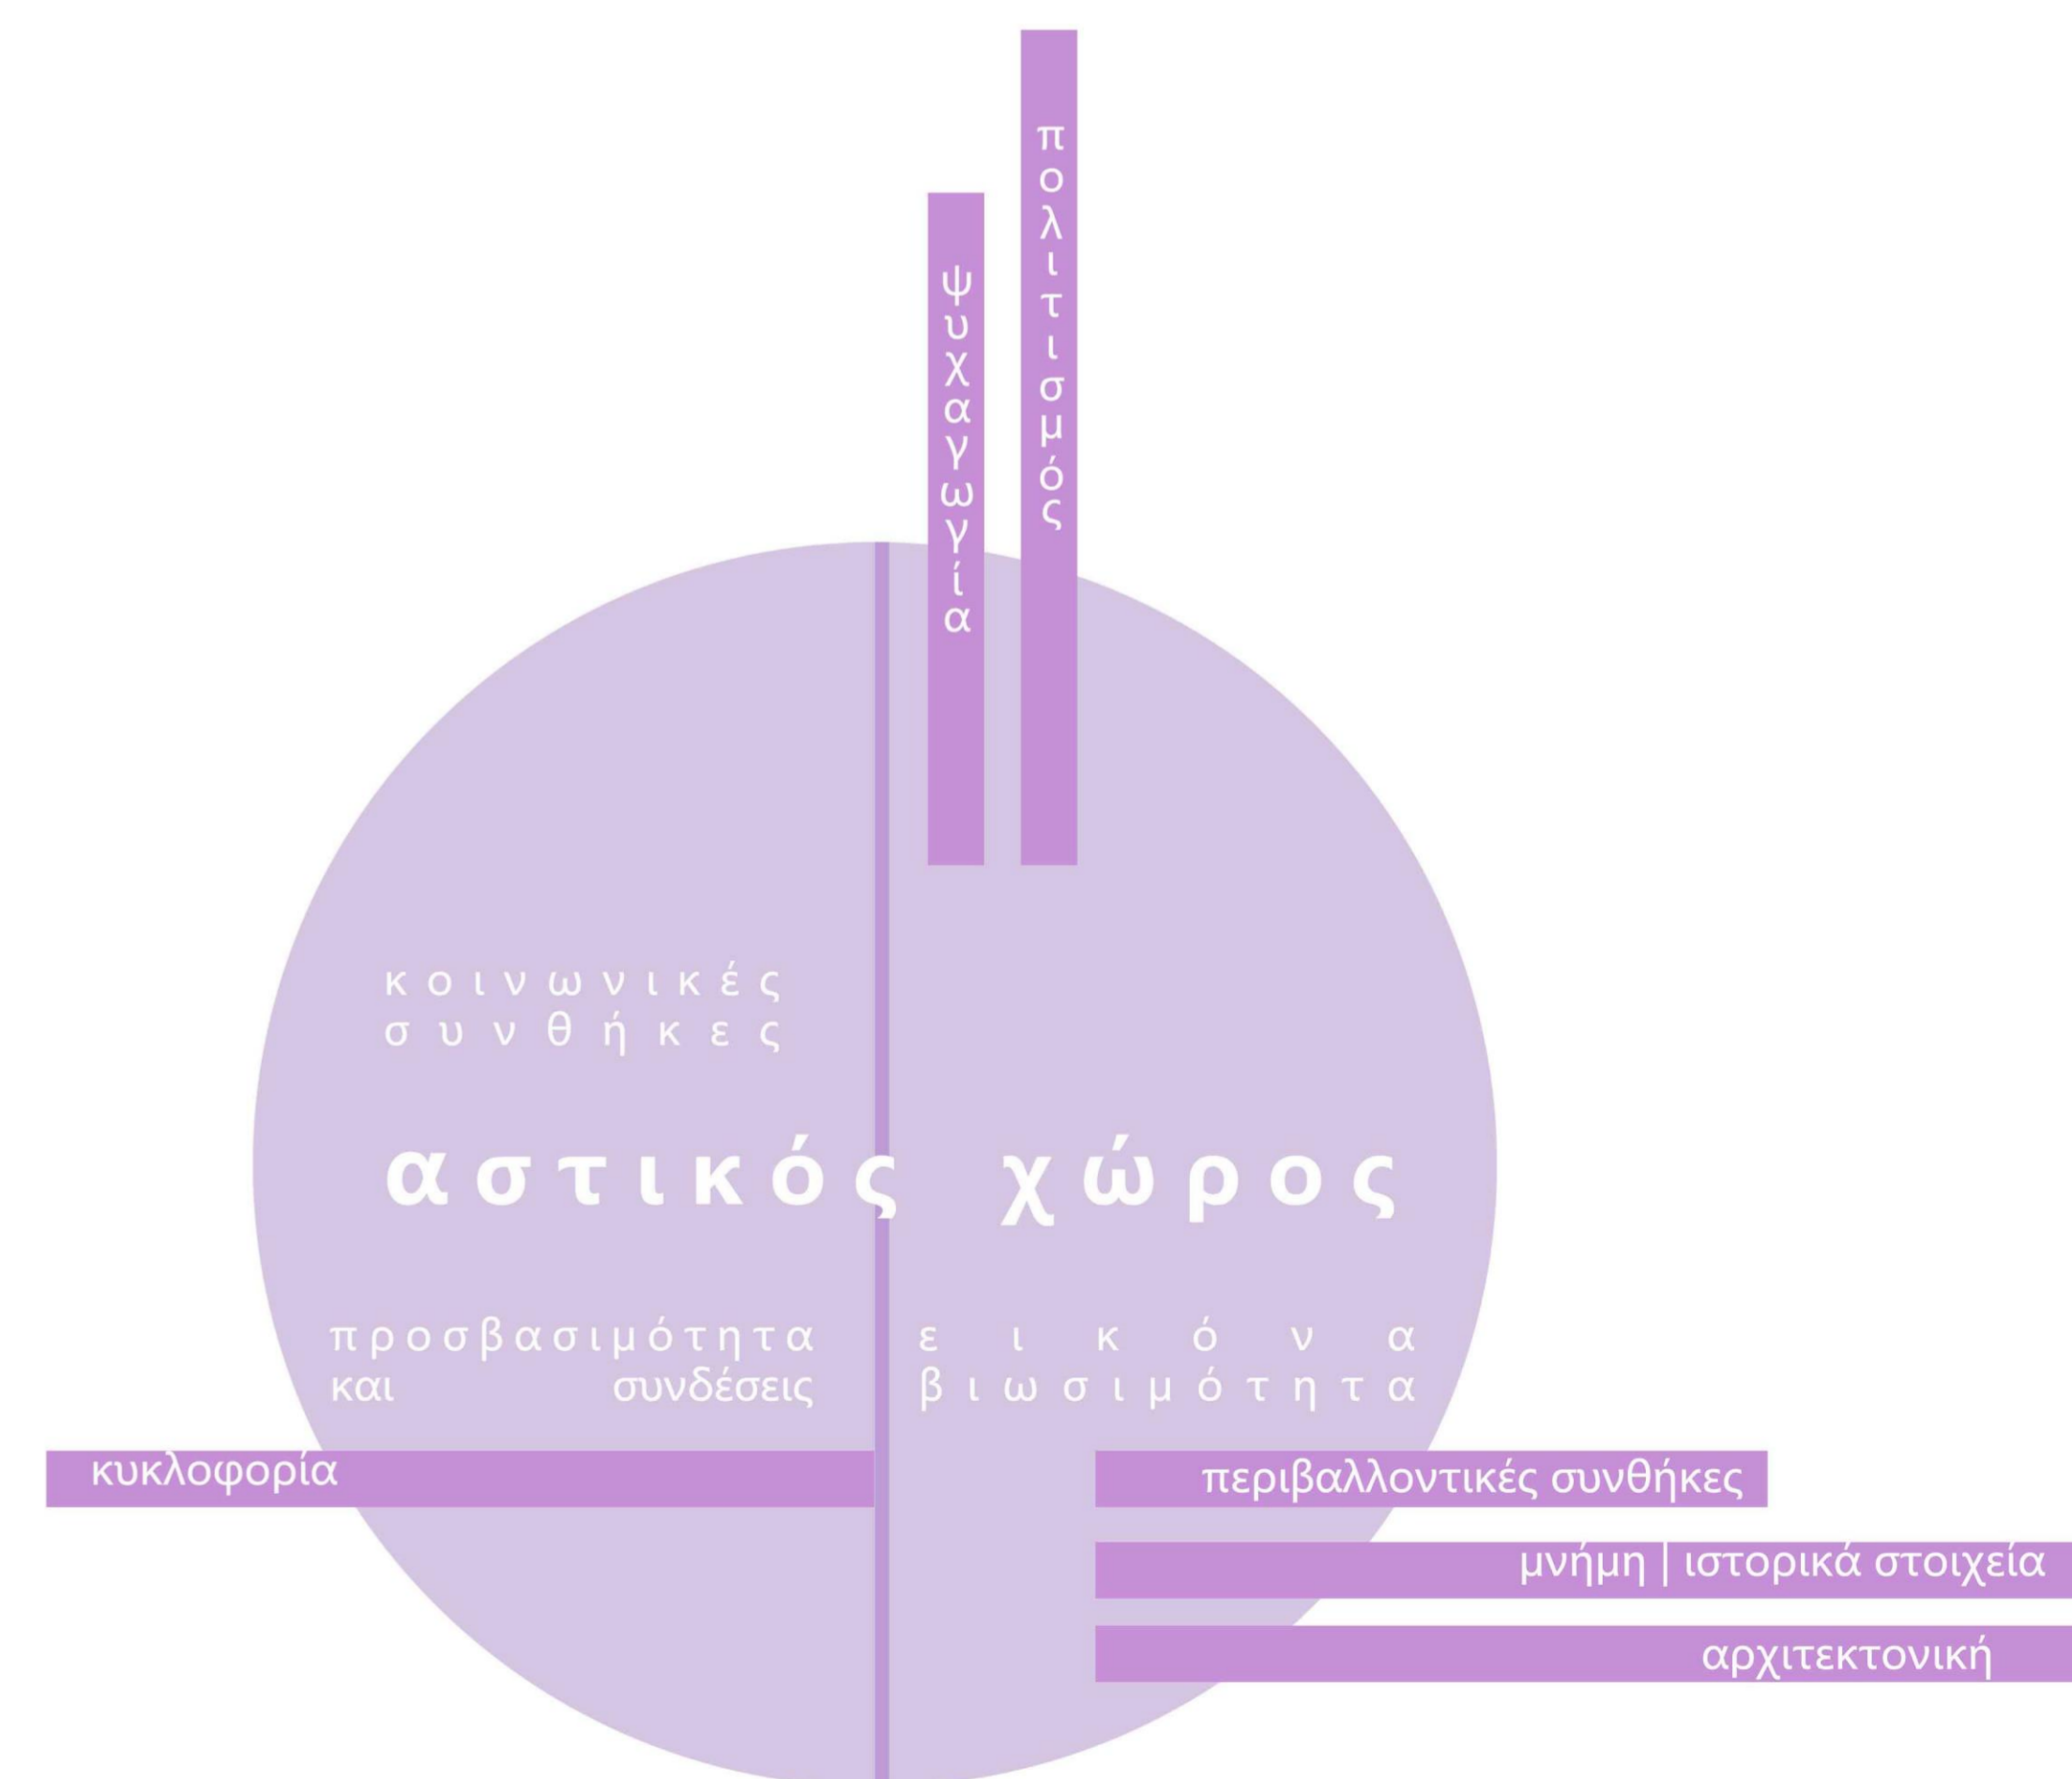 πολιτισμός
ψυχαγωγία
κοινωνικές
συνθήκες
αστικός χώρος
προσβασιμότητα
και συνδέσεις
εικόνα
βιωσιμότητα
κυκλοφορία
περιβαλλοντικές συνθήκες
μνήμη | ιστορικά στοιχεία
αρχιτεκτονική